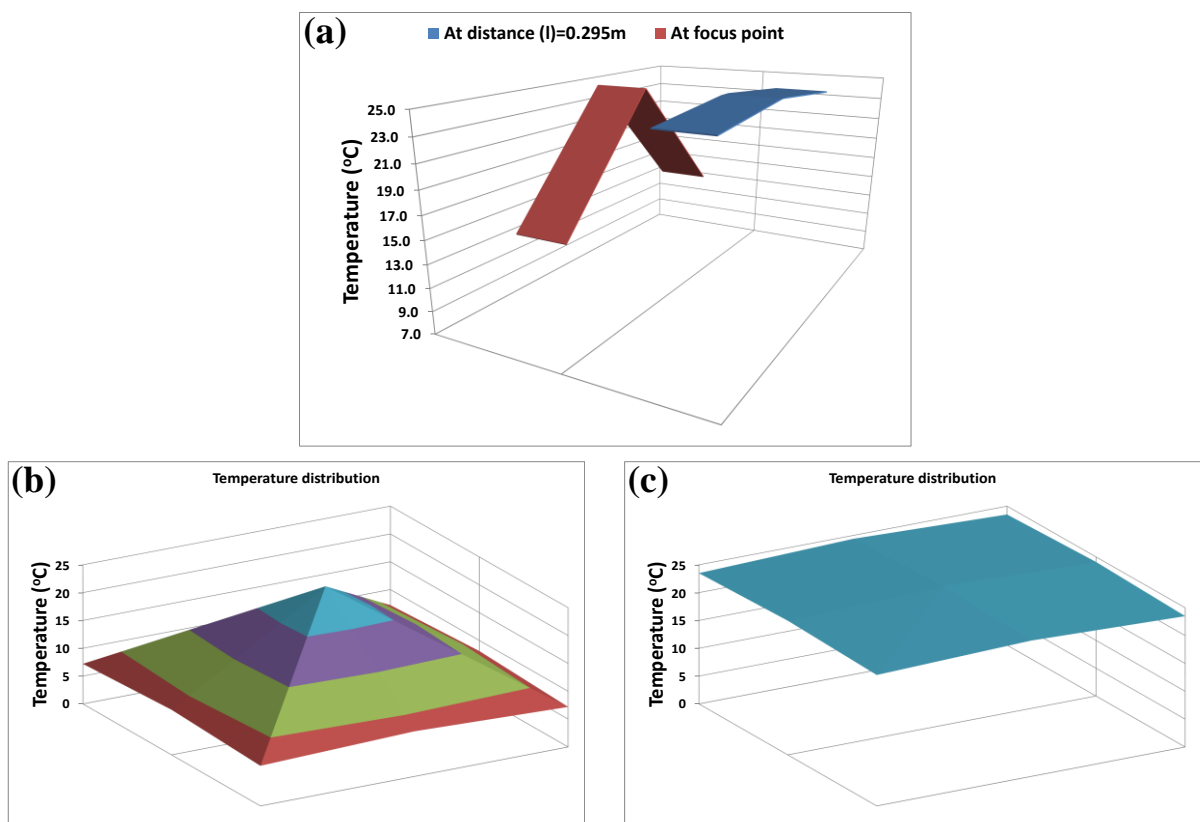 (a)
At distance (l)=0.295m At focus point
Temperature (ºC)
25.0
23.0
21.0
19.0
17.0
15.0
13.0
11.0
9.0
7.0
(b)
Temperature distribution
Temperature (ºC)
25
20
15
10
5
0
(c)
Temperature distribution
Temperature (ºC)
25
20
15
10
5
0